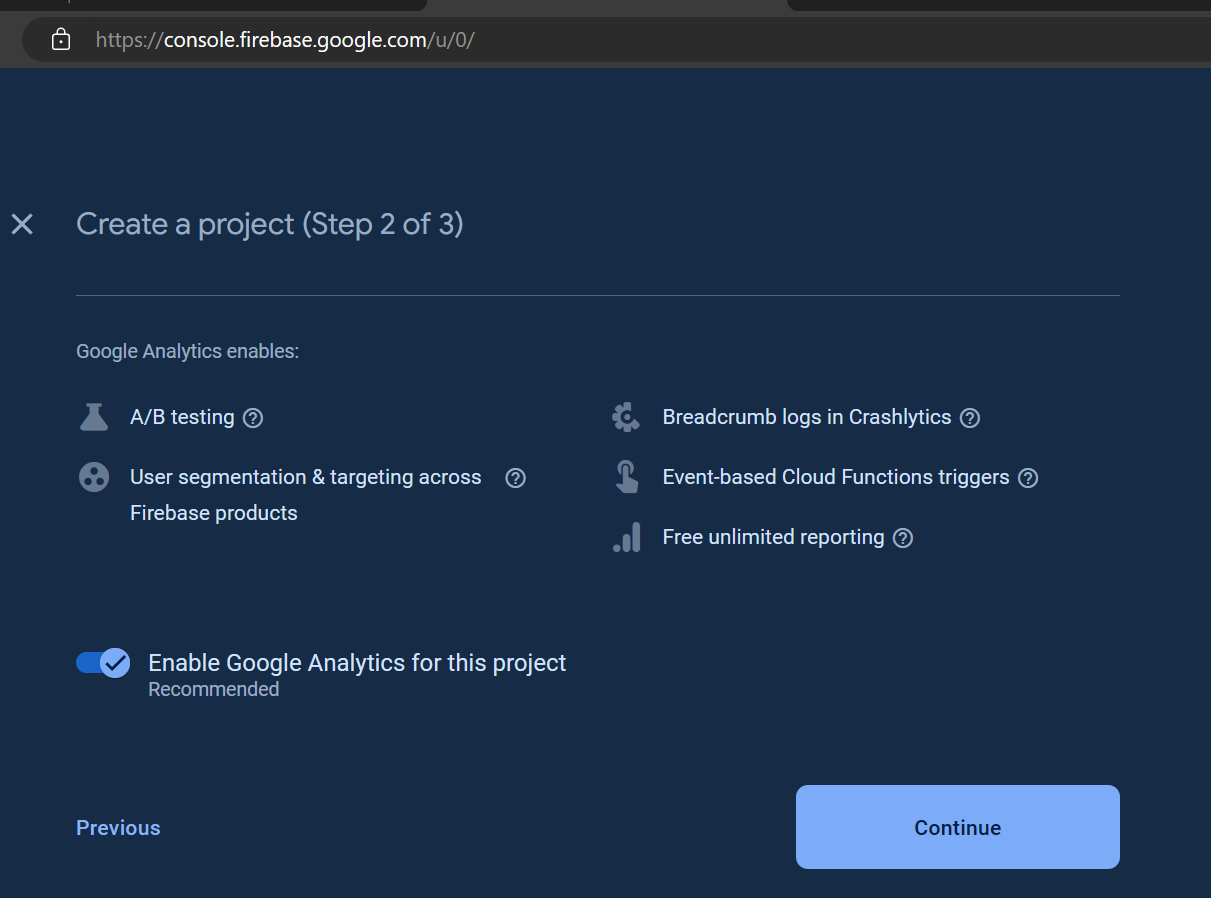 https://console.firebase.google.com/u/0/
Create a project (Step 2 of 3)
Google Analytics enables:
A/B testing
User segmentation & targeting across
Firebase products
Breadcrumb logs in Crashlytics
Event-based Cloud Functions triggers
Free unlimited reporting
Enable Google Analytics for this project
Recommended
Previous
Continue